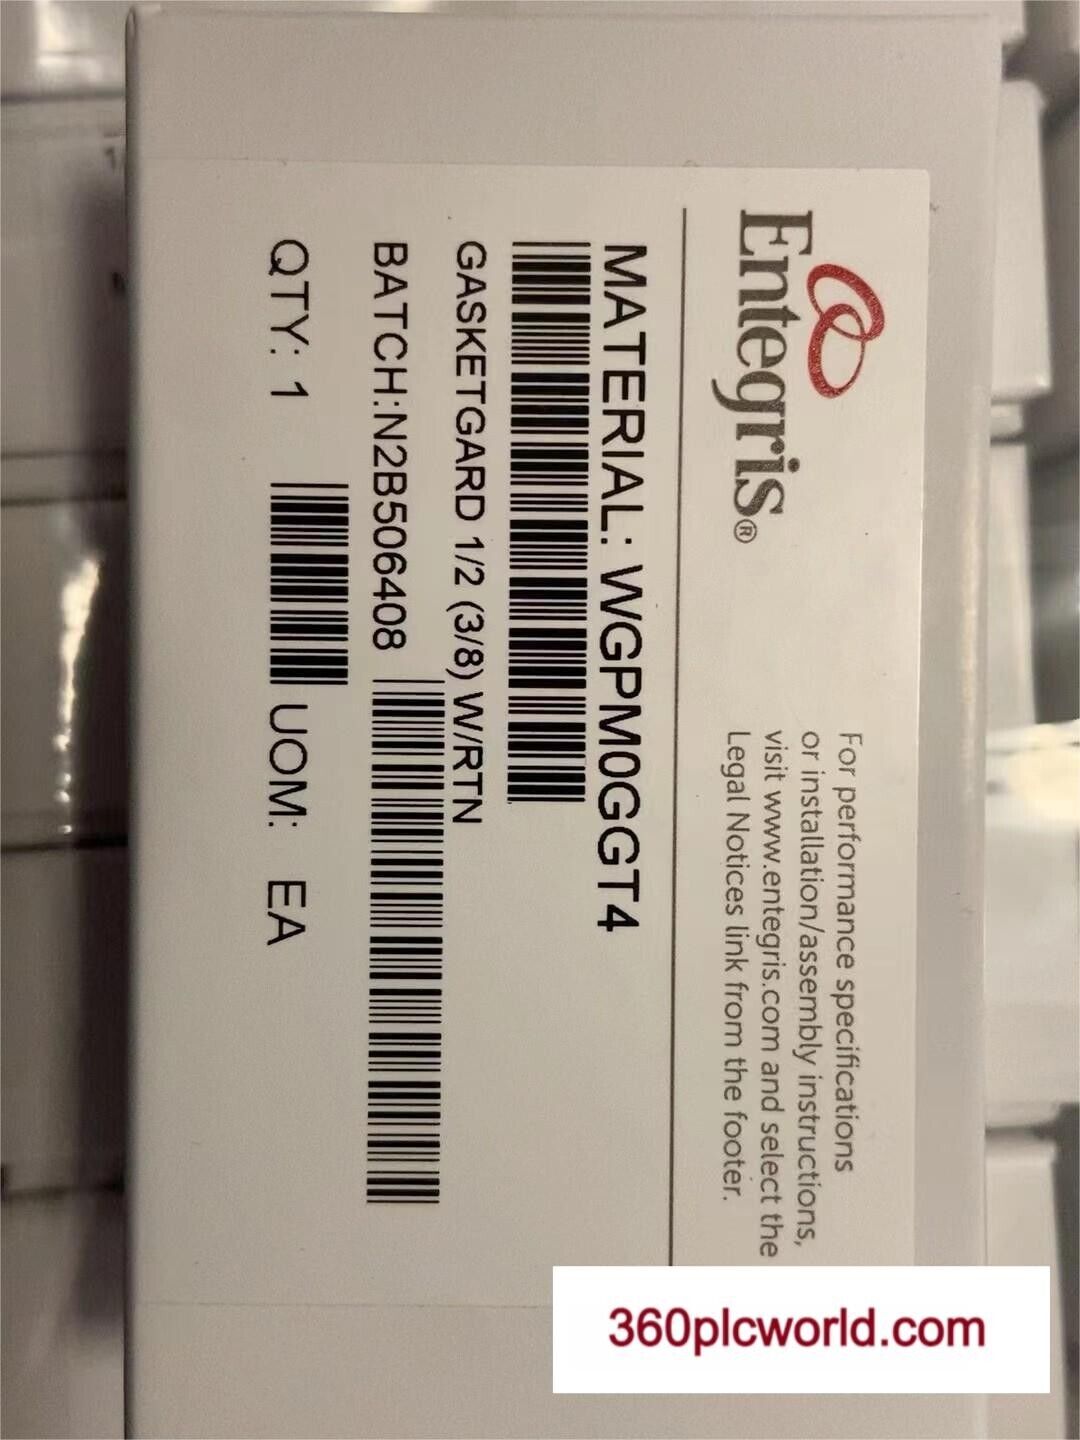 Entegris®
For performance specifications
or installation/assembly instructions,
visit www.entegris.com and select the
Legal Notices link from the footer.
MATERIAL: WGPM0GGT4
GASKETGARD 1/2 (3/8) W/RTN
BATCH:N2B506408
QTY: 1 UOM: EA
360plcworld.com